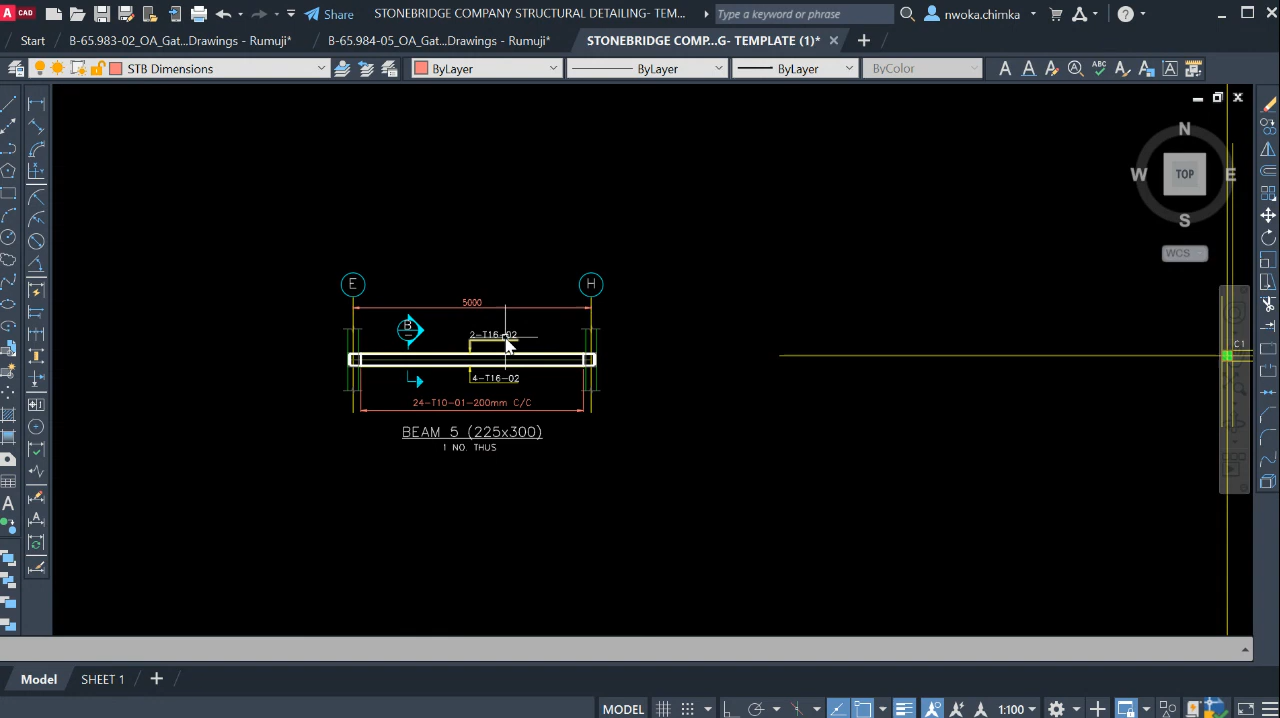 CAD
Share
STONEBRIDGE COMPANY STRUCTURAL DETAILING- TEM...
Type a keyword or phrase
nwoka.chimka
Start
B-65.983-02_OA_Gat...Drawings - Rumuji*
B-65.984-05_OA_Gat...Drawings - Rumuji*
STONEBRIDGE COMP...G- TEMPLATE (1)*
STB Dimensions
ByLayer
ByLayer
ByLayer
ByColor
N
W
TOP
E
S
WCS
E
H
5000
B
2-T16-02
C1
4-T16-02
24-T10-01-200mm C/C
BEAM 5 (225x300)
1 NO. THUS
Model
SHEET 1
MODEL
1:100